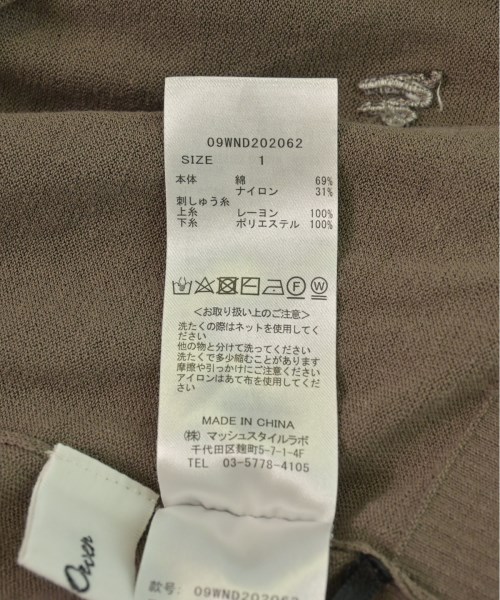 09WND202062
SIZE 1
本体 綿 69%
ナイロン 31%
刺しゅう糸
上糸 レーヨン 100%
下糸 ポリエステル 100%
F W
<お取り扱い上のご注意>
洗たくの際はネットを使用してくだ
さい
他の物と分けて洗ってください
洗たくで多少縮むことがあります
摩擦や引っかけにご注意ください
アイロンはあて布を使用してくださ
い
MADE IN CHINA
(株) マッシュスタイルラボ
千代田区麹町5-7-1-4F
TEL 03-5778-4105
款号: 09WND202062